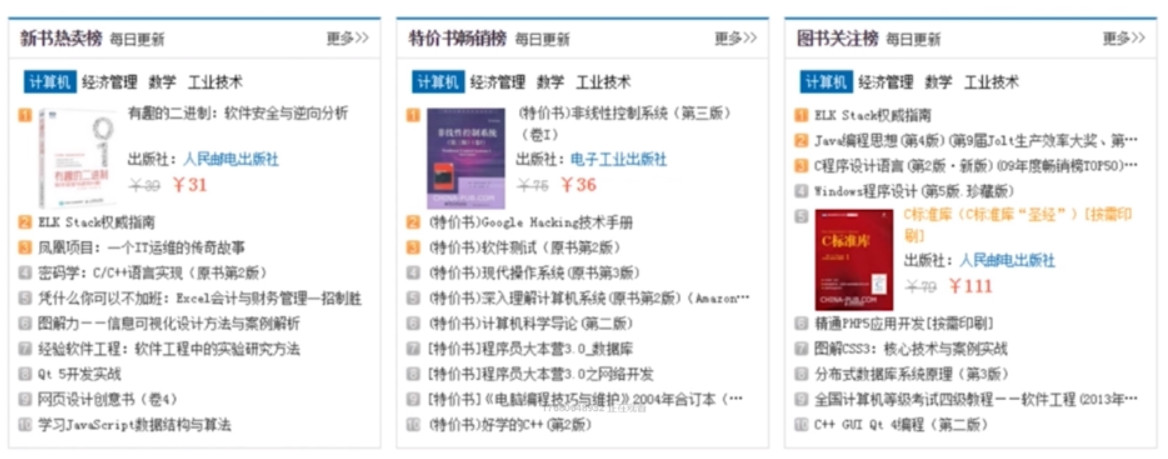 新书热卖榜 每日更新 更多>>
计算机 经济管理 数学 工业技术
1 有趣的二进制：软件安全与逆向分析
有趣的二进制
出版社：人民邮电出版社
￥39 ￥31
2 ELK Stack权威指南
3 凤凰项目：一个IT运维的传奇故事
4 密码学：C/C++语言实现（原书第2版）
5 凭什么你可以不加班：Excel会计与财务管理一招制胜
6 图解力——信息可视化设计方法与案例解析
7 经验软件工程：软件工程中的实验研究方法
8 Qt 5开发实战
9 网页设计创意书（卷4）
10 学习JavaScript数据结构与算法
特价书畅销榜 每日更新 更多>>
计算机 经济管理 数学 工业技术
1 (特价书)非线性控制系统（第三版）
（卷I）
非线性控制系统
CHINA-PUB.COM
出版社：电子工业出版社
￥75 ￥36
2 (特价书)Google Hacking技术手册
3 (特价书)软件测试（原书第2版）
4 (特价书)现代操作系统(原书第3版)
5 (特价书)深入理解计算机系统(原书第2版)（Amazon…
6 (特价书)计算机科学导论(第二版)
7 [特价书]程序员大本营3.0_数据库
8 [特价书]程序员大本营3.0之网络开发
9 [特价书]《电脑编程技巧与维护》2004年合订本（…
10 (特价书)好学的C++(第2版)
图书关注榜 每日更新 更多>>
计算机 经济管理 数学 工业技术
1 ELK Stack权威指南
2 Java编程思想(第4版)(第9届Jolt生产效率大奖、第…
3 C程序设计语言(第2版·新版)(09年度畅销榜TOP50)…
4 Windows程序设计(第5版.珍藏版)
5 C标准库（C标准库“圣经”）[按需印
刷]
C标准库
CHINA-PUB.COM
出版社：人民邮电出版社
￥79 ￥111
6 精通PHP5应用开发[按需印刷]
7 图解CSS3：核心技术与案例实战
8 分布式数据库系统原理（第3版）
9 全国计算机等级考试四级教程——软件工程(2013年…
10 C++ GUI Qt 4编程（第二版）